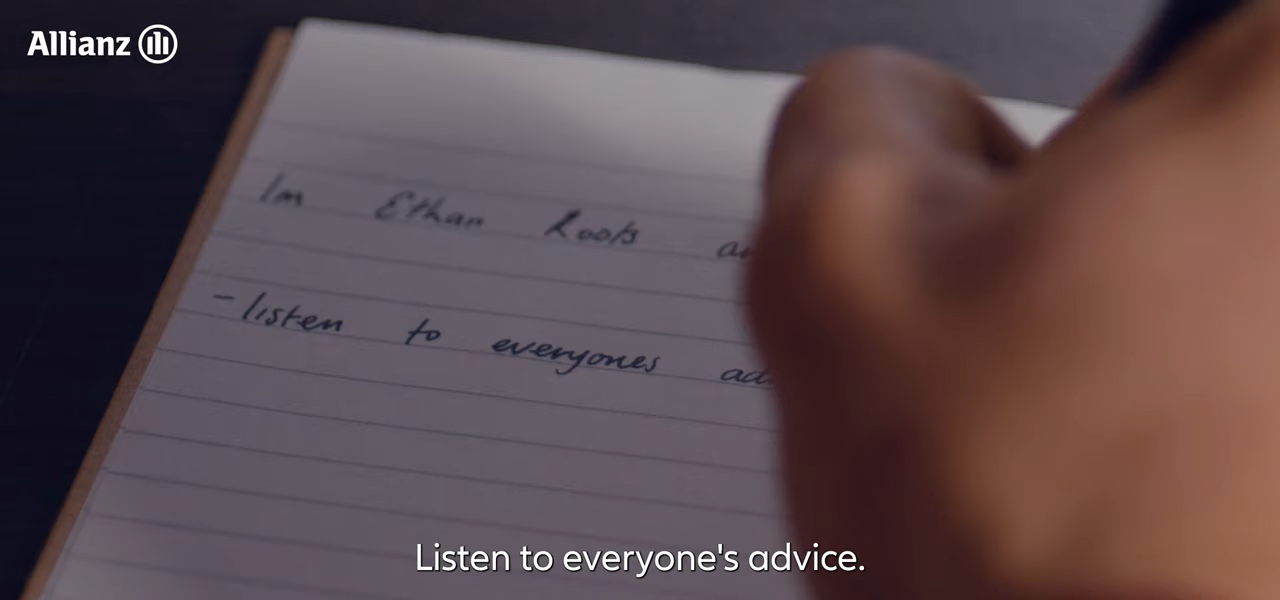 Allianz
Im Ethan Roots
- listen to everyones
Listen to everyone's advice.